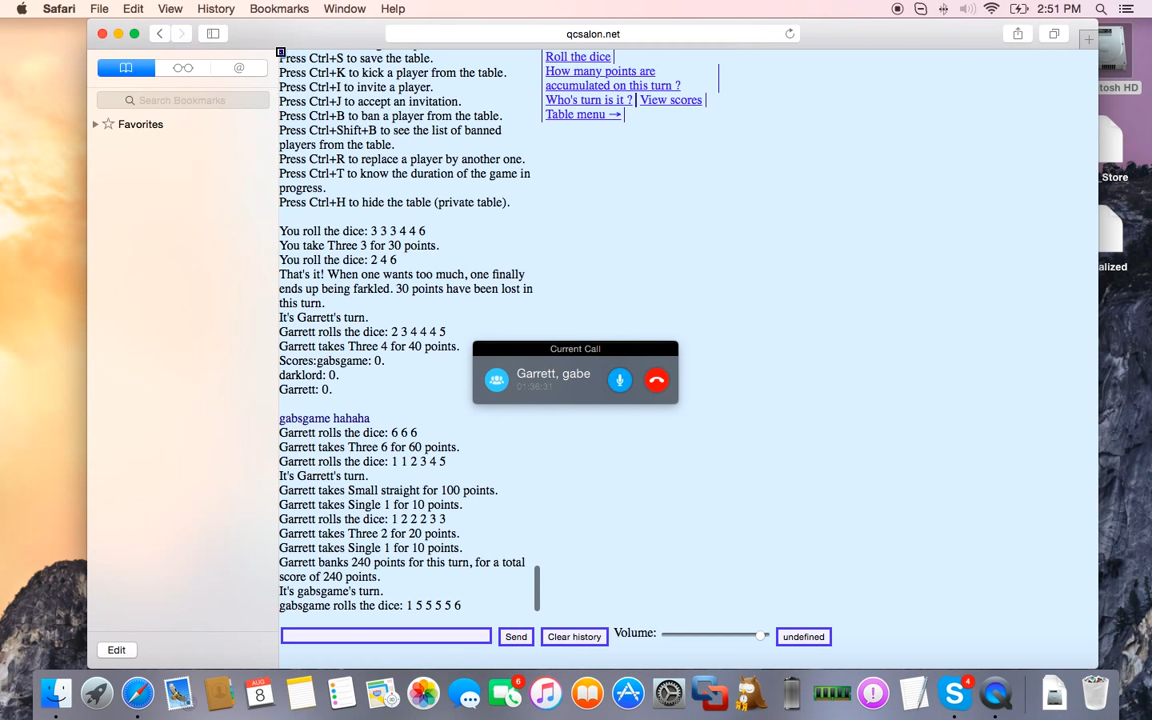 Safari File Edit View History Bookmarks Window Help 2:51 PM
qcsalon.net
tosh HD
Search Bookmarks
Favorites
Press Ctrl+S to save the table.
Press Ctrl+K to kick a player from the table.
Press Ctrl+I to invite a player.
Press Ctrl+J to accept an invitation.
Press Ctrl+B to ban a player from the table.
Press Ctrl+Shift+B to see the list of banned
players from the table.
Press Ctrl+R to replace a player by another one.
Press Ctrl+T to know the duration of the game in
progress.
Press Ctrl+H to hide the table (private table).
You roll the dice: 3 3 3 4 4 6
You take Three 3 for 30 points.
You roll the dice: 2 4 6
That's it! When one wants too much, one finally
ends up being farkled. 30 points have been lost in
this turn.
It's Garrett's turn.
Garrett rolls the dice: 2 3 4 4 4 5
Garrett takes Three 4 for 40 points.
Scores:gabsgame: 0.
darklord: 0.
Garrett: 0.
gabsgame hahaha
Garrett rolls the dice: 6 6 6
Garrett takes Three 6 for 60 points.
Garrett rolls the dice: 1 1 2 3 4 5
It's Garrett's turn.
Garrett takes Small straight for 100 points.
Garrett takes Single 1 for 10 points.
Garrett rolls the dice: 1 2 2 2 3 3
Garrett takes Three 2 for 20 points.
Garrett takes Single 1 for 10 points.
Garrett banks 240 points for this turn, for a total
score of 240 points.
It's gabsgame's turn.
gabsgame rolls the dice: 1 5 5 5 5 6
Roll the dice
How many points are
accumulated on this turn ?
Who's turn is it ? View scores
Table menu →
_Store
alized
Current Call
Garrett, gabe
01:36:31
Send Clear history Volume: undefined
Edit
AUG
8
6
4